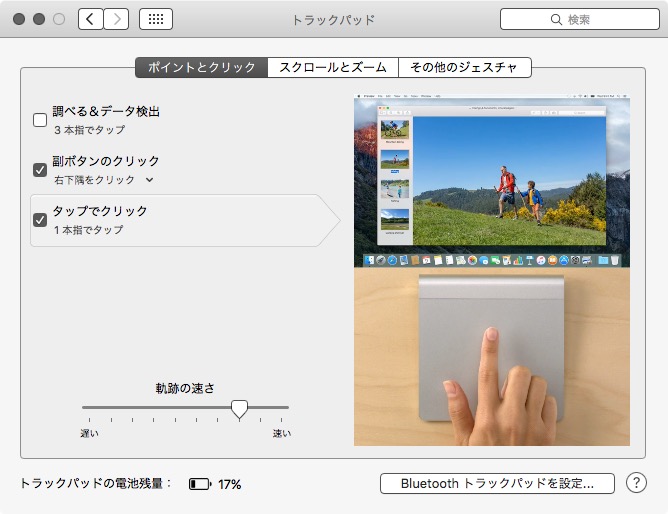 トラックパッド
検索
ポイントとクリック
スクロールとズーム
その他のジェスチャ
調べる＆データ検出
3 本指でタップ
副ボタンのクリック
右下隅をクリック
タップでクリック
1 本指でタップ
軌跡の速さ
遅い
速い
トラックパッドの電池残量：
17%
Bluetooth トラックパッドを設定...
?